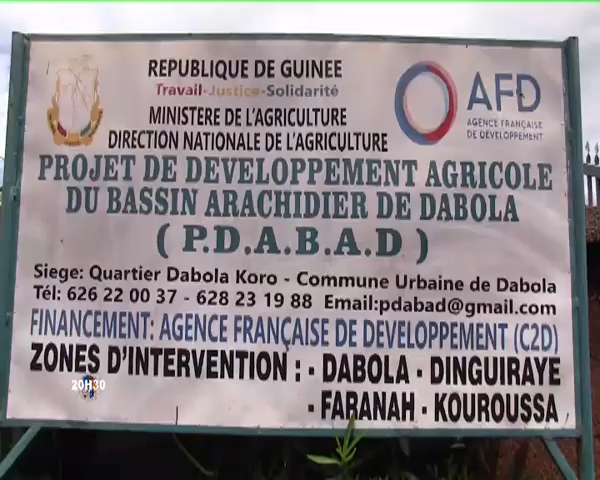 REPUBLIQUE DE GUINEE
Travail-Justice-Solidarité
MINISTERE DE L'AGRICULTURE
DIRECTION NATIONALE DE L'AGRICULTURE
AFD
AGENCE FRANÇAISE
DE DÉVELOPPEMENT
PROJET DE DEVELOPPEMENT AGRICOLE
DU BASSIN ARACHIDIER DE DABOLA
( P.D.A.B.A.D )
Siege: Quartier Dabola Koro - Commune Urbaine de Dabola
Tél: 626 22 00 37 - 628 23 19 88 Email:pdabad@gmail.com
FINANCEMENT: AGENCE FRANÇAISE DE DEVELOPPEMENT (C2D)
ZONES D'INTERVENTION : · DABOLA · DINGUIRAYE
· FARANAH · KOUROUSSA
20H30